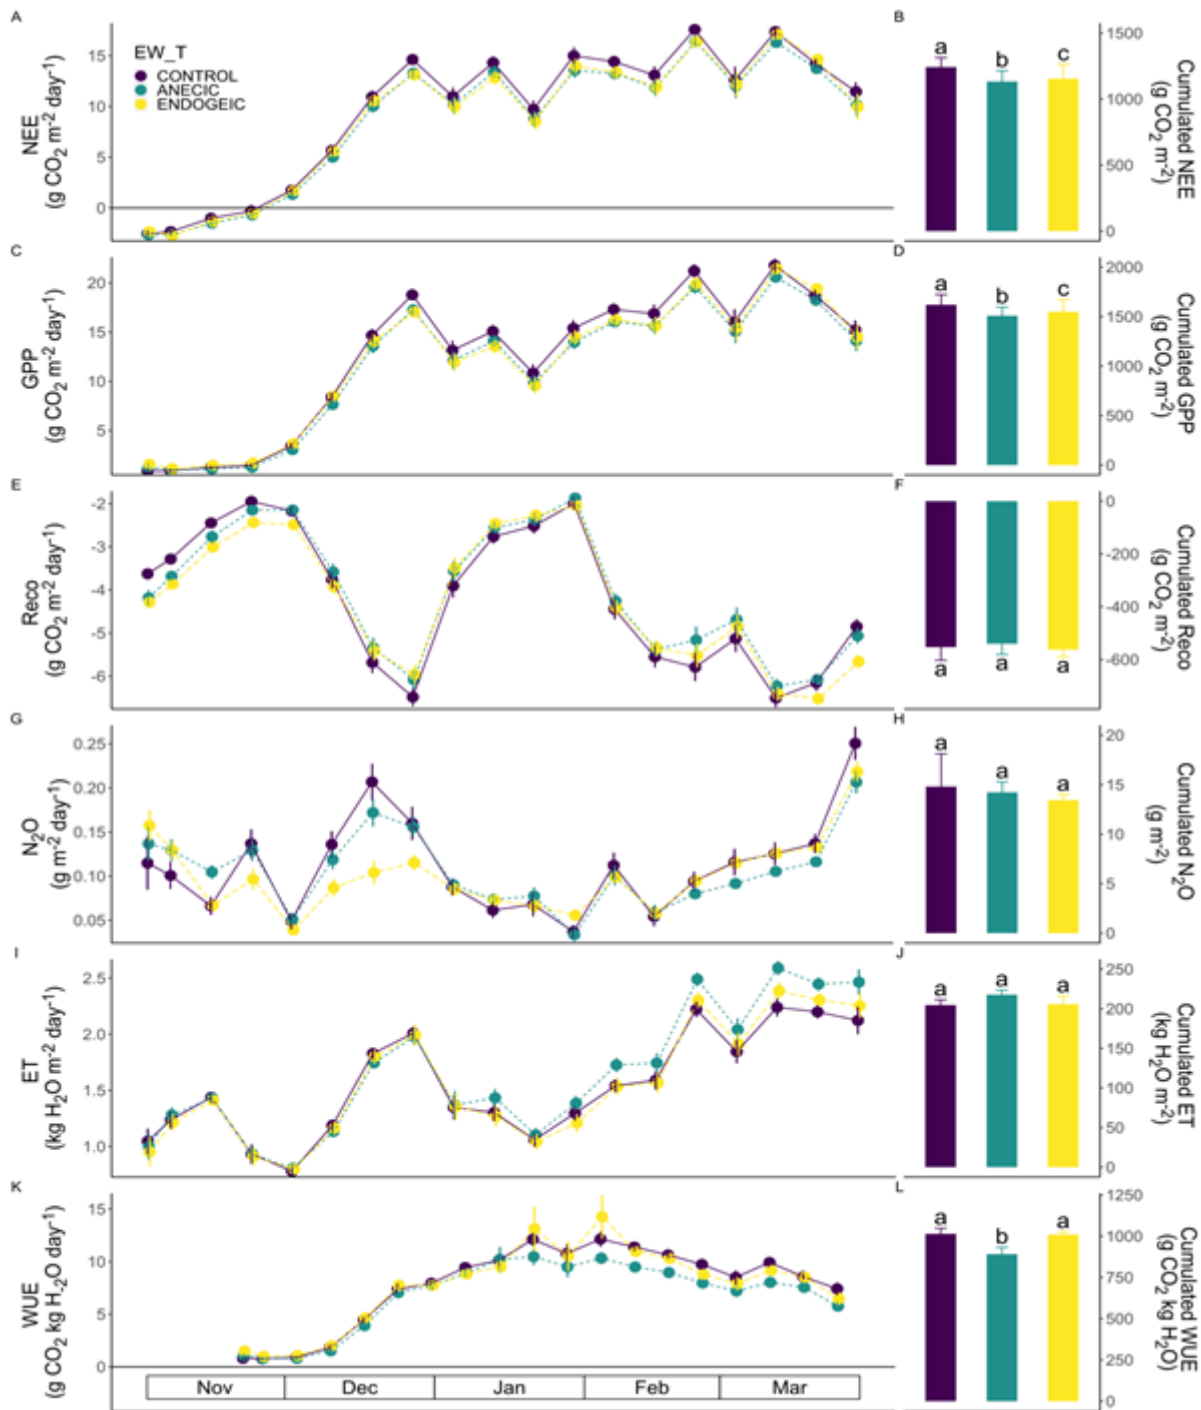 A
EW_T
CONTROL
ANECIC
ENDOGEIC
NEE
(g CO₂ m⁻² day⁻¹)
15
10
5
0
B
a b c
1500
1000
500
0
Cumulated NEE
(g CO₂ m⁻²)
C
GPP
(g CO₂ m⁻² day⁻¹)
20
15
10
5
D
a b c
2000
1500
1000
500
0
Cumulated GPP
(g CO₂ m⁻²)
E
Reco
(g CO₂ m⁻² day⁻¹)
-2
-3
-4
-5
-6
F
a a a
0
-200
-400
-600
Cumulated Reco
(g CO₂ m⁻²)
G
N₂O
(g m⁻² day⁻¹)
0.25
0.20
0.15
0.10
0.05
H
a a a
20
15
10
5
0
Cumulated N₂O
(g m⁻²)
I
ET
(kg H₂O m⁻² day⁻¹)
2.5
2.0
1.5
1.0
J
a a a
250
200
150
100
50
0
Cumulated ET
(kg H₂O m⁻²)
K
WUE
(g CO₂ kg H₋₂O day⁻¹)
15
10
5
0
Nov Dec Jan Feb Mar
L
a b a
1250
1000
750
500
250
0
Cumulated WUE
(g CO₂ kg H₂O)